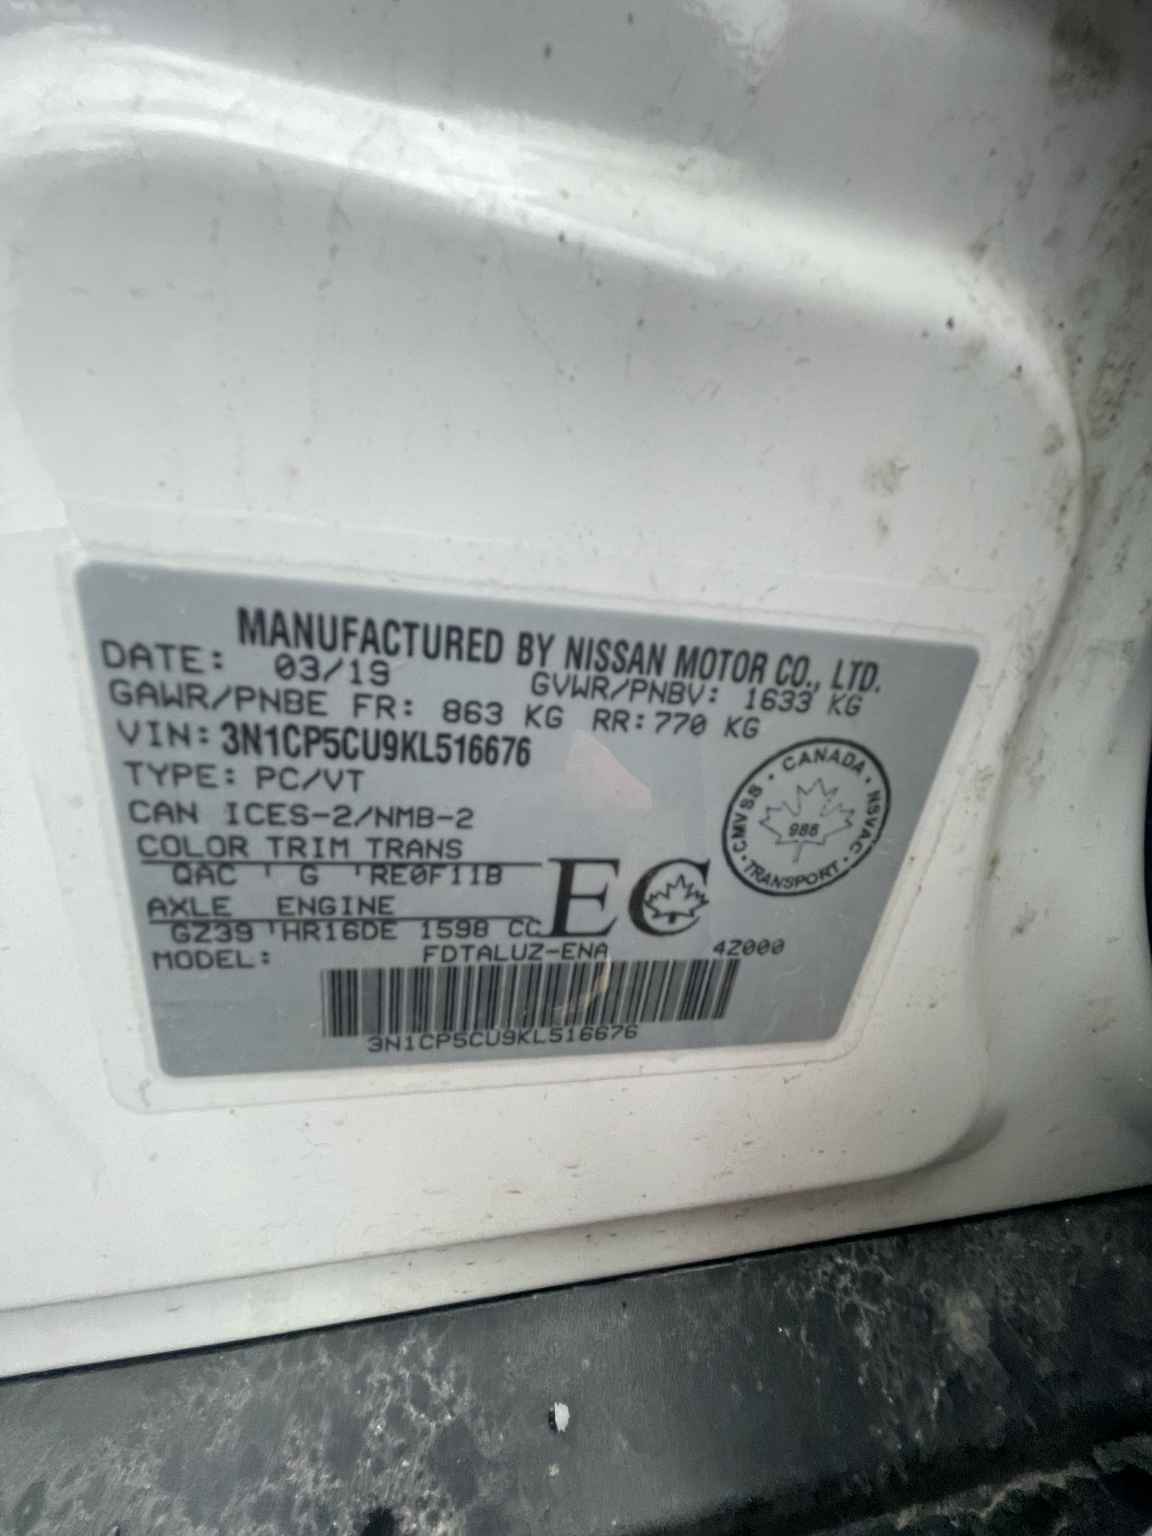 MANUFACTURED BY NISSAN MOTOR CO., LTD.
DATE: 03/19 GVWR/PNBV: 1633 KG
GAWR/PNBE FR: 863 KG RR: 770 KG
VIN: 3N1CP5CU9KL516676
TYPE: PC/VT
CAN ICES-2/NMB-2
COLOR TRIM TRANS
QAC ' G ' RE0F11B
AXLE ENGINE
GZ39 ' HR16DE 1598 CC
MODEL: FDTALUZ-ENA 42000
3N1CP5CU9KL516676
EC
CANADA
CMVSS • NSVAC
TRANSPORT